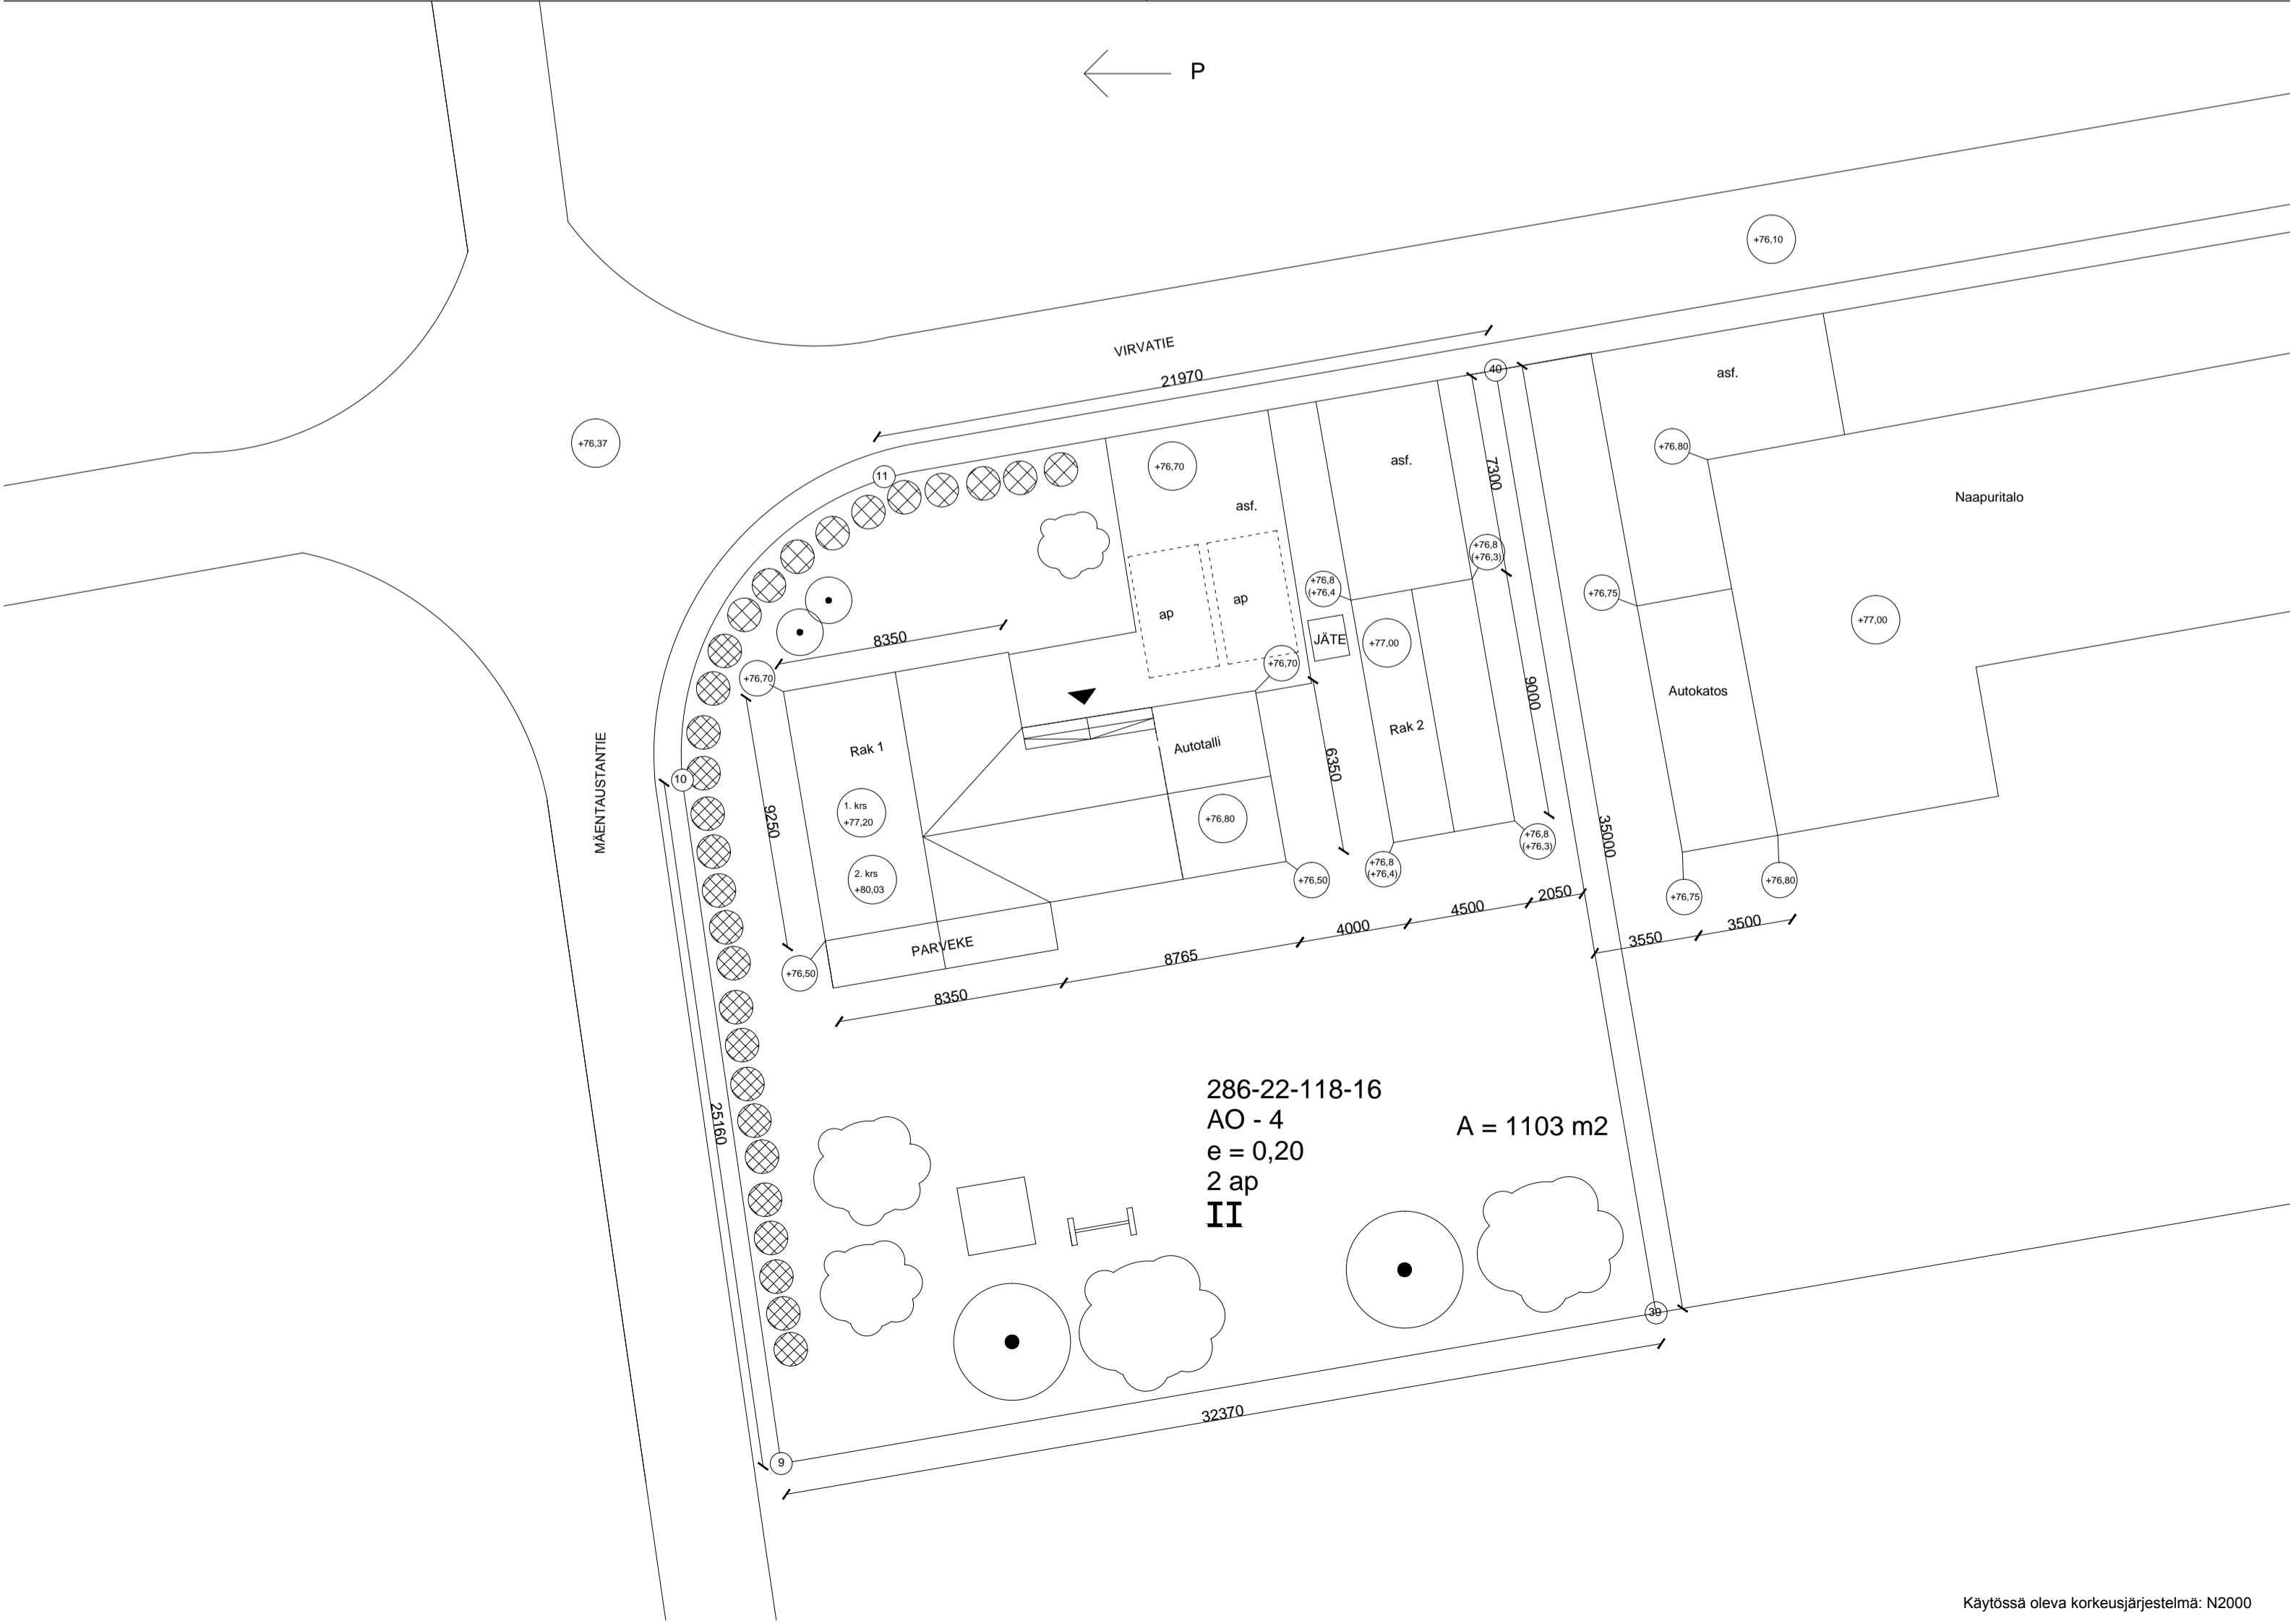 P
+76,10
VIRVATIE
21970
40
asf.
+76,37
+76,80
11
+76,70
asf.
7300
Naapuritalo
asf.
+76,8
(+76,3)
+76,8
(+76,4
+76,75
ap
ap
+77,00
8350
JÄTE
+77,00
+76,70
+76,70
9000
Autokatos
MÄENTAUSTANTIE
Rak 1
Autotalli
Rak 2
6350
10
1. krs
+77,20
9250
+76,80
35000
+76,8
(+76,3)
2. krs
+80,03
+76,50
+76,8
(+76,4)
+76,75
+76,80
2050
4500
4000
3500
3550
PARVEKE
8765
+76,50
8350
286-22-118-16
AO - 4
e = 0,20
2 ap
II
A = 1103 m2
25160
39
32370
9
Käytössä oleva korkeusjärjestelmä: N2000